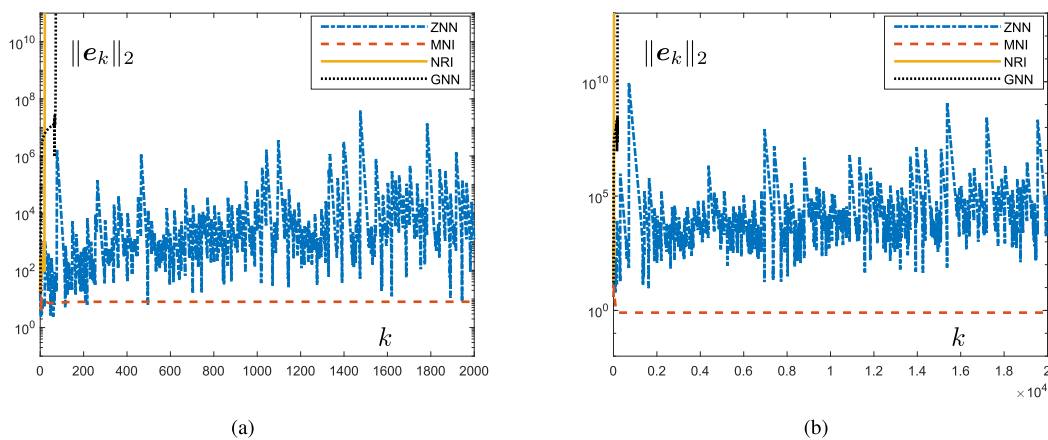 ‖e_k‖₂
ZNN
MNI
NRI
GNN
10^10
10^8
10^6
10^4
10^2
10^0
k
0 200 400 600 800 1000 1200 1400 1600 1800 2000
(a)
‖e_k‖₂
ZNN
MNI
NRI
GNN
10^10
10^5
10^0
k
0 0.2 0.4 0.6 0.8 1 1.2 1.4 1.6 1.8 2
× 10^4
(b)